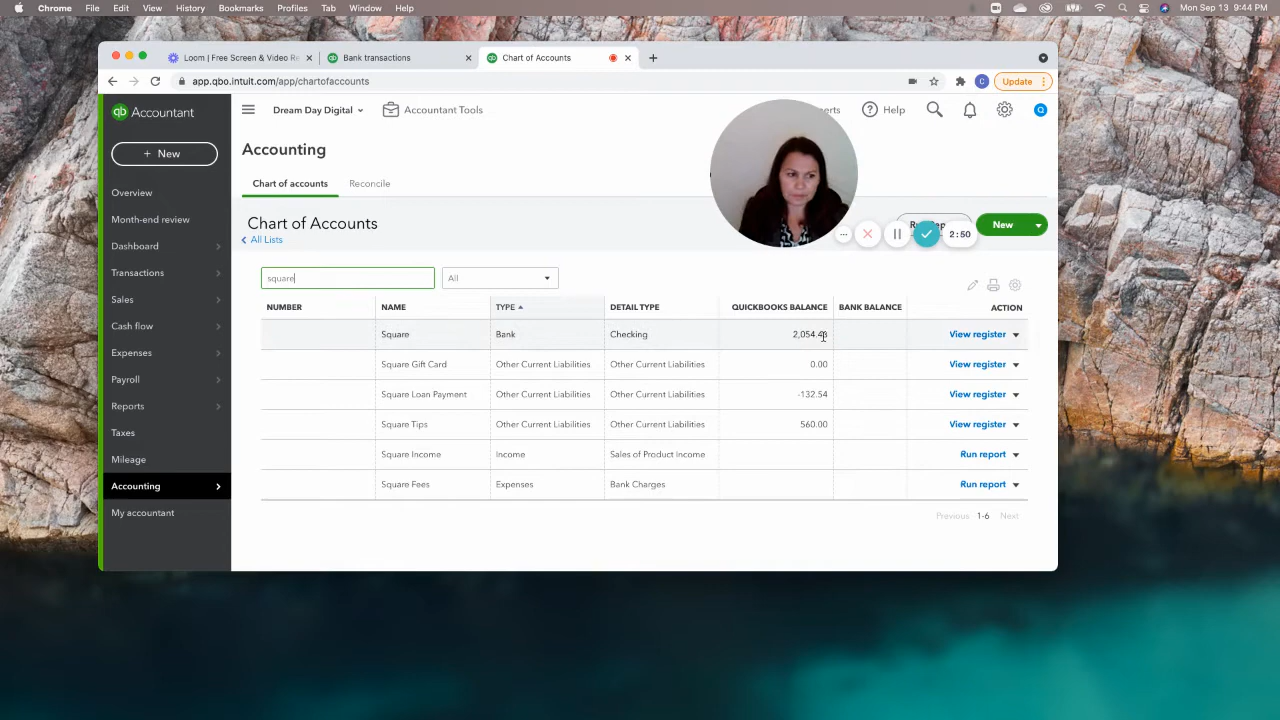 Chrome File Edit View History Bookmarks Profiles Tab Window Help Mon Sep 13 9:44 PM
Loom | Free Screen & Video Re Bank transactions Chart of Accounts
app.qbo.intuit.com/app/chartofaccounts Update
qb Accountant Dream Day Digital Accountant Tools Help Q
+ New
Accounting
Overview
Chart of accounts Reconcile
Month-end review
Dashboard
Chart of Accounts New
2:50
All Lists
Transactions
square All
Sales
NUMBER NAME TYPE DETAIL TYPE QUICKBOOKS BALANCE BANK BALANCE ACTION
Cash flow
Square Bank Checking View register
Expenses
Square Gift Card Other Current Liabilities Other Current Liabilities 0.00 View register
Payroll
Square Loan Payment Other Current Liabilities Other Current Liabilities -132.54 View register
Reports
Square Tips Other Current Liabilities Other Current Liabilities 560.00 View register
Taxes
Square Income Income Sales of Product Income Run report
Mileage
Square Fees Expenses Bank Charges Run report
Accounting
My accountant
Previous 1-6 Next